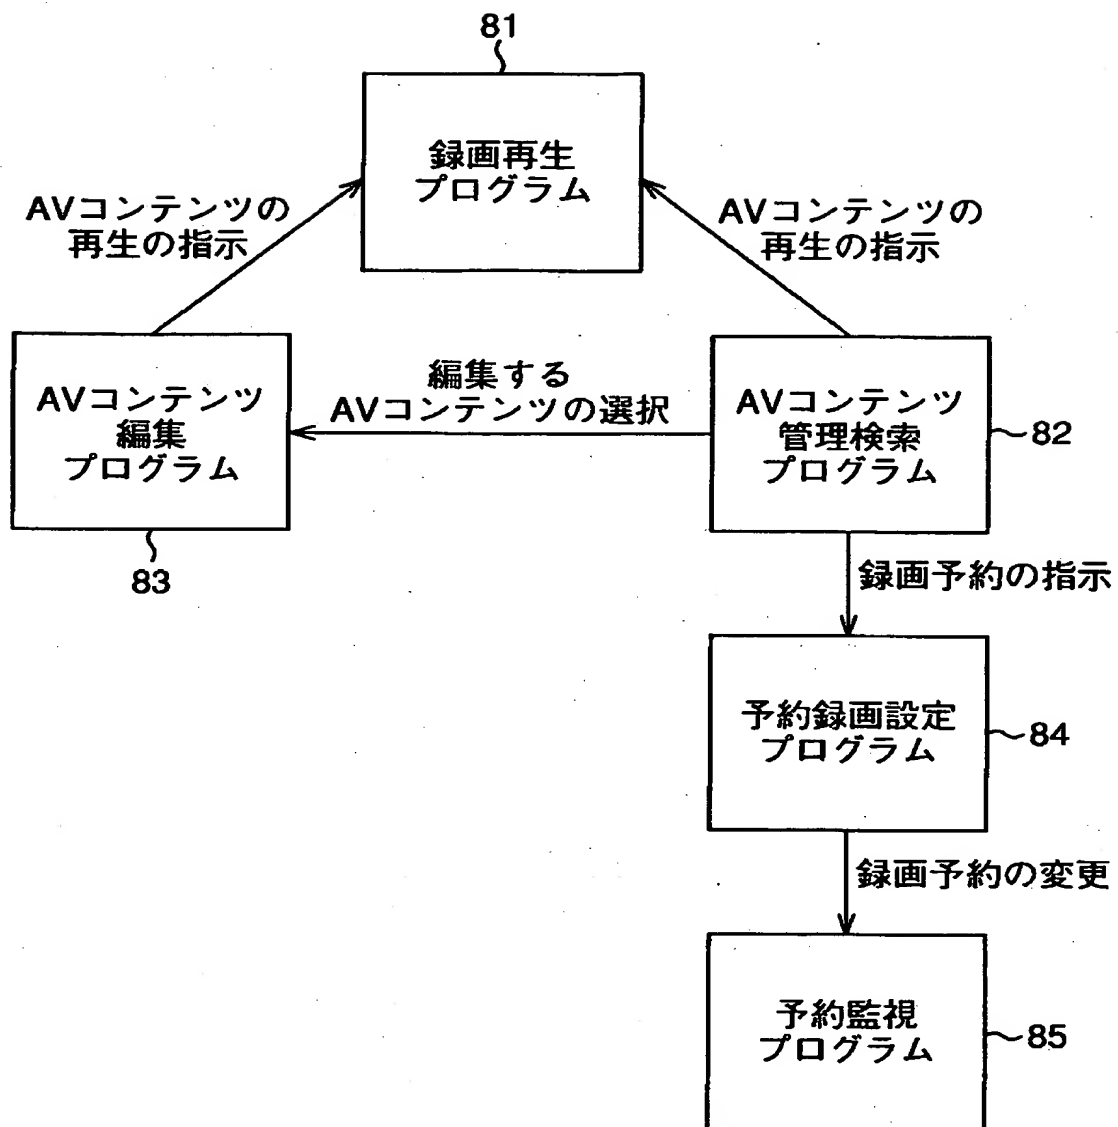 81
録画再生
プログラム
AVコンテンツの
再生の指示
AVコンテンツの
再生の指示
AVコンテンツ
編集
プログラム
83
編集する
AVコンテンツの選択
AVコンテンツ
管理検索
プログラム
82
録画予約の指示
予約録画設定
プログラム
84
録画予約の変更
予約監視
プログラム
85